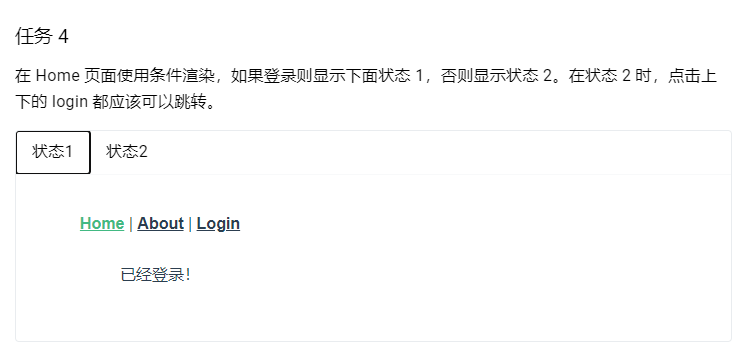 任务 4
在 Home 页面使用条件渲染，如果登录则显示下面状态 1，否则显示状态 2。在状态 2 时，点击上
下的 login 都应该可以跳转。
状态1 状态2
Home | About | Login
已经登录！